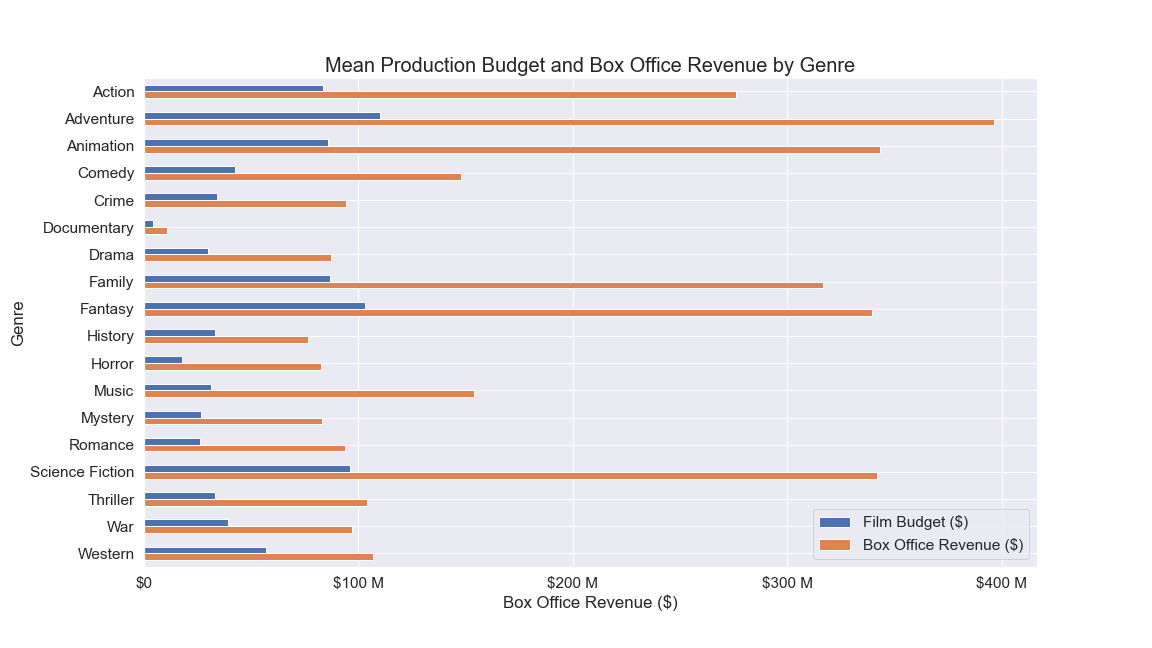 Mean Production Budget and Box Office Revenue by Genre
Genre
Action
Adventure
Animation
Comedy
Crime
Documentary
Drama
Family
Fantasy
History
Horror
Music
Mystery
Romance
Science Fiction
Thriller
War
Western
Film Budget ($)
Box Office Revenue ($)
$0 $100 M $200 M $300 M $400 M
Box Office Revenue ($)